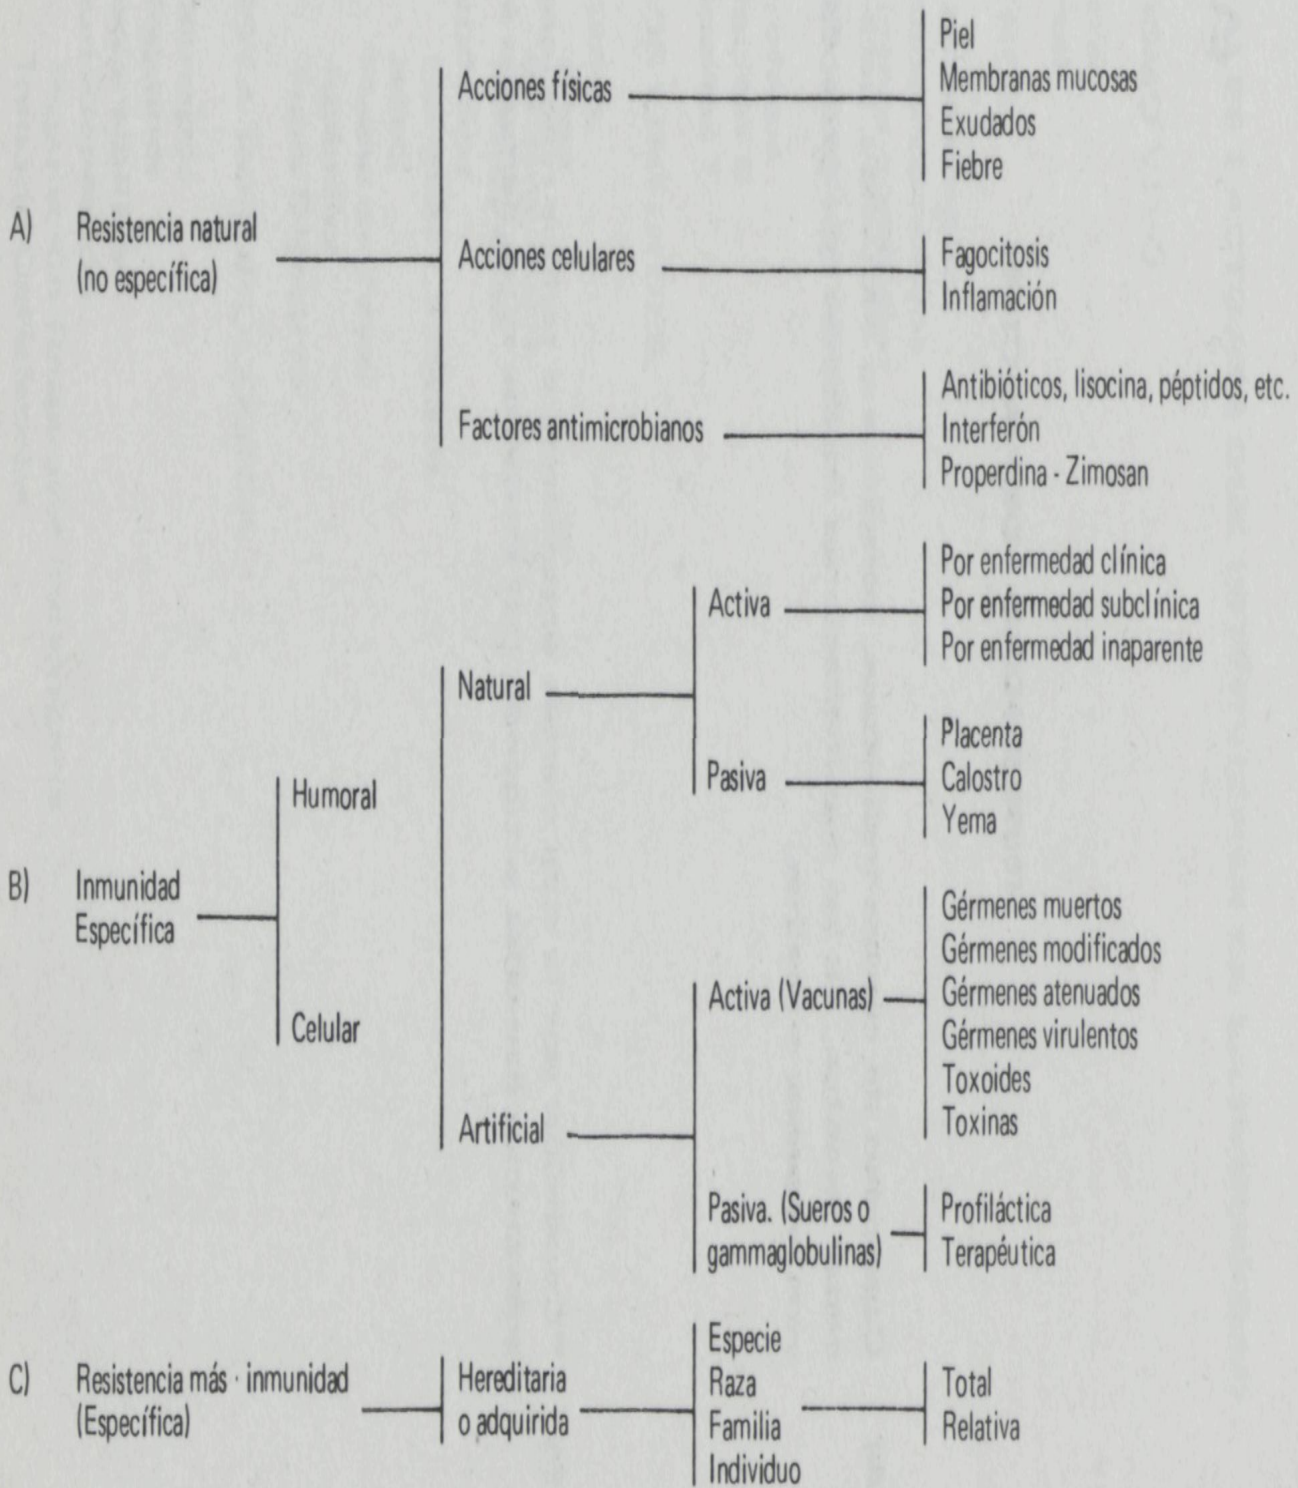 A) Resistencia natural
(no específica)
Acciones físicas
Piel
Membranas mucosas
Exudados
Fiebre
Acciones celulares
Fagocitosis
Inflamación
Factores antimicrobianos
Antibióticos, lisocina, péptidos, etc.
Interferón
Properdina - Zimosan
B) Inmunidad
Específica
Humoral
Celular
Natural
Activa
Por enfermedad clínica
Por enfermedad subclínica
Por enfermedad inaparente
Pasiva
Placenta
Calostro
Yema
Artificial
Activa (Vacunas)
Gérmenes muertos
Gérmenes modificados
Gérmenes atenuados
Gérmenes virulentos
Toxoides
Toxinas
Pasiva. (Sueros o
gammaglobulinas)
Profiláctica
Terapéutica
C) Resistencia más · inmunidad
(Específica)
Hereditaria
o adquirida
Especie
Raza
Familia
Individuo
Total
Relativa